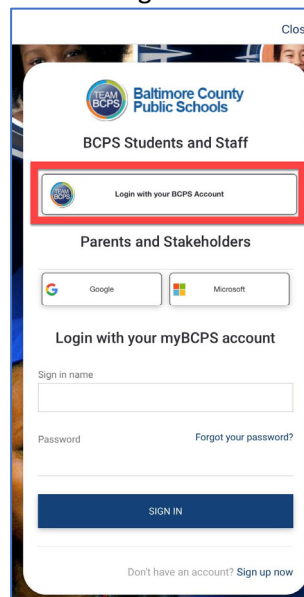 Clos
TEAM
BCPS
Baltimore County
Public Schools
BCPS Students and Staff
TEAM
BCPS
Login with your BCPS Account
Parents and Stakeholders
Google
Microsoft
Login with your myBCPS account
Sign in name
Password
Forgot your password?
SIGN IN
Don't have an account? Sign up now